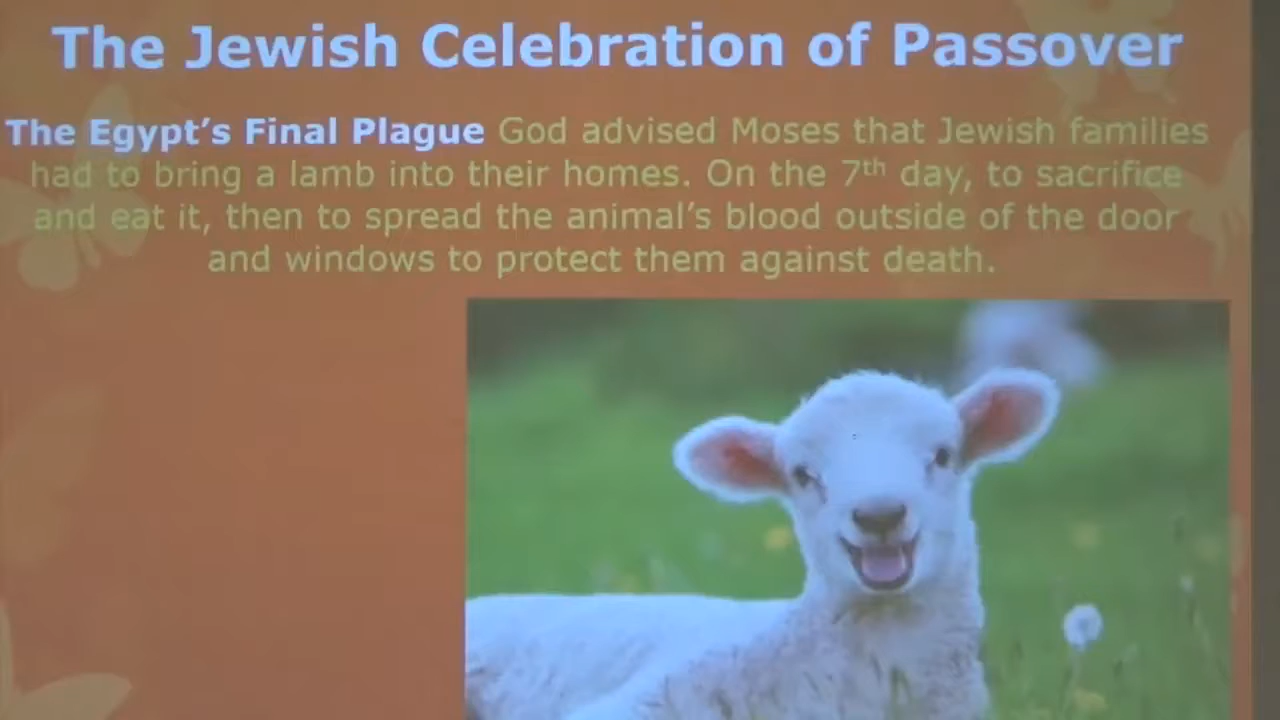 The Jewish Celebration of Passover
The Egypt’s Final Plague God advised Moses that Jewish families
had to bring a lamb into their homes. On the 7th day, to sacrifice
and eat it, then to spread the animal’s blood outside of the door
and windows to protect them against death.